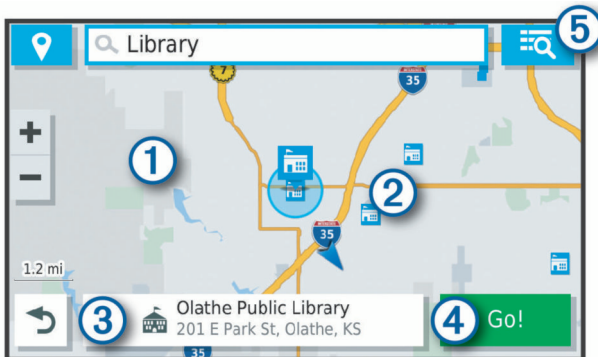 5
Library
7
35
+
1
−
2
35
1.2 mi
3
Olathe Public Library
201 E Park St, Olathe, KS
4
Go!
35